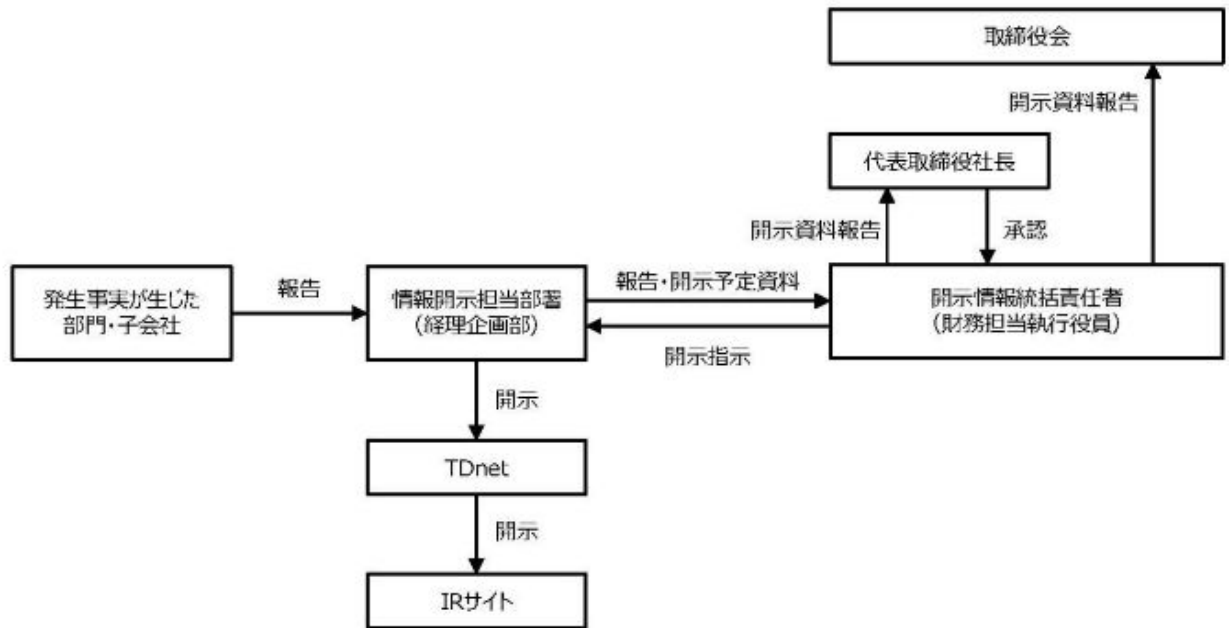 取締役会
開示資料報告
代表取締役社長
開示資料報告
承認
発生事実が生じた
部門・子会社
報告
情報開示担当部署
（経理企画部）
報告・開示予定資料
開示指示
開示情報統括責任者
（財務担当執行役員）
開示
TDnet
開示
IRサイト